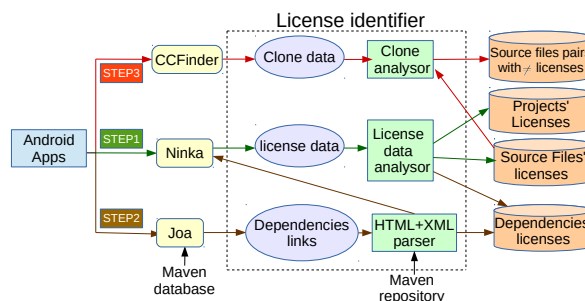 License identifier
CCFinder
Clone data
Clone
analysor
Source files pair
with ≠ licenses
STEP3
Projects'
Licenses
Android
Apps
STEP1
Ninka
license data
License
data
analysor
Source Files'
licenses
STEP2
Joa
Dependencies
links
HTML+XML
parser
Dependencies
licenses
Maven
database
Maven
repository